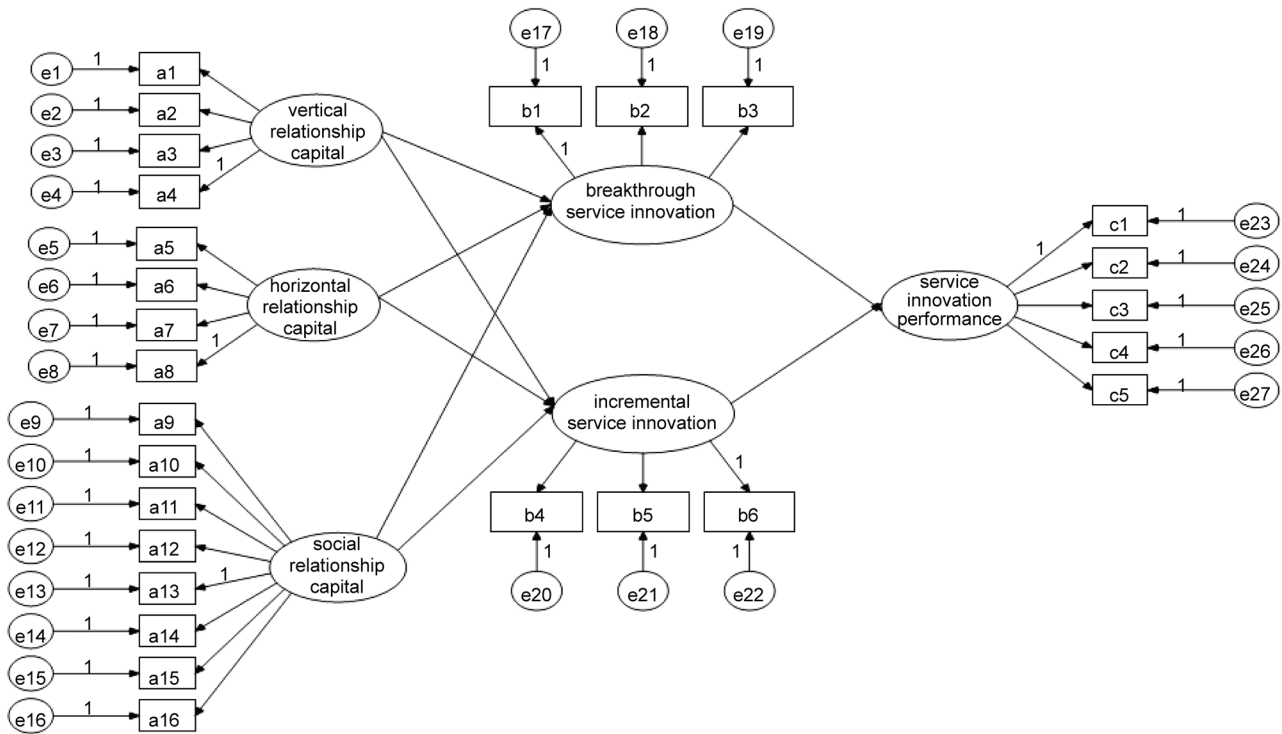 e1
1
a1
e2
1
a2
e3
1
a3
e4
1
a4
1
vertical
relationship
capital
e5
1
a5
e6
1
a6
e7
1
a7
e8
1
a8
1
horizontal
relationship
capital
e9
1
a9
e10
1
a10
e11
1
a11
e12
1
a12
e13
1
a13
1
e14
1
a14
e15
1
a15
e16
1
a16
social
relationship
capital
e17
e18
e19
1
1
1
b1
b2
b3
1
breakthrough
service innovation
incremental
service innovation
1
b4
b5
b6
1
1
1
e20
e21
e22
service
innovation
performance
1
c1
1
e23
c2
1
e24
c3
1
e25
c4
1
e26
c5
1
e27